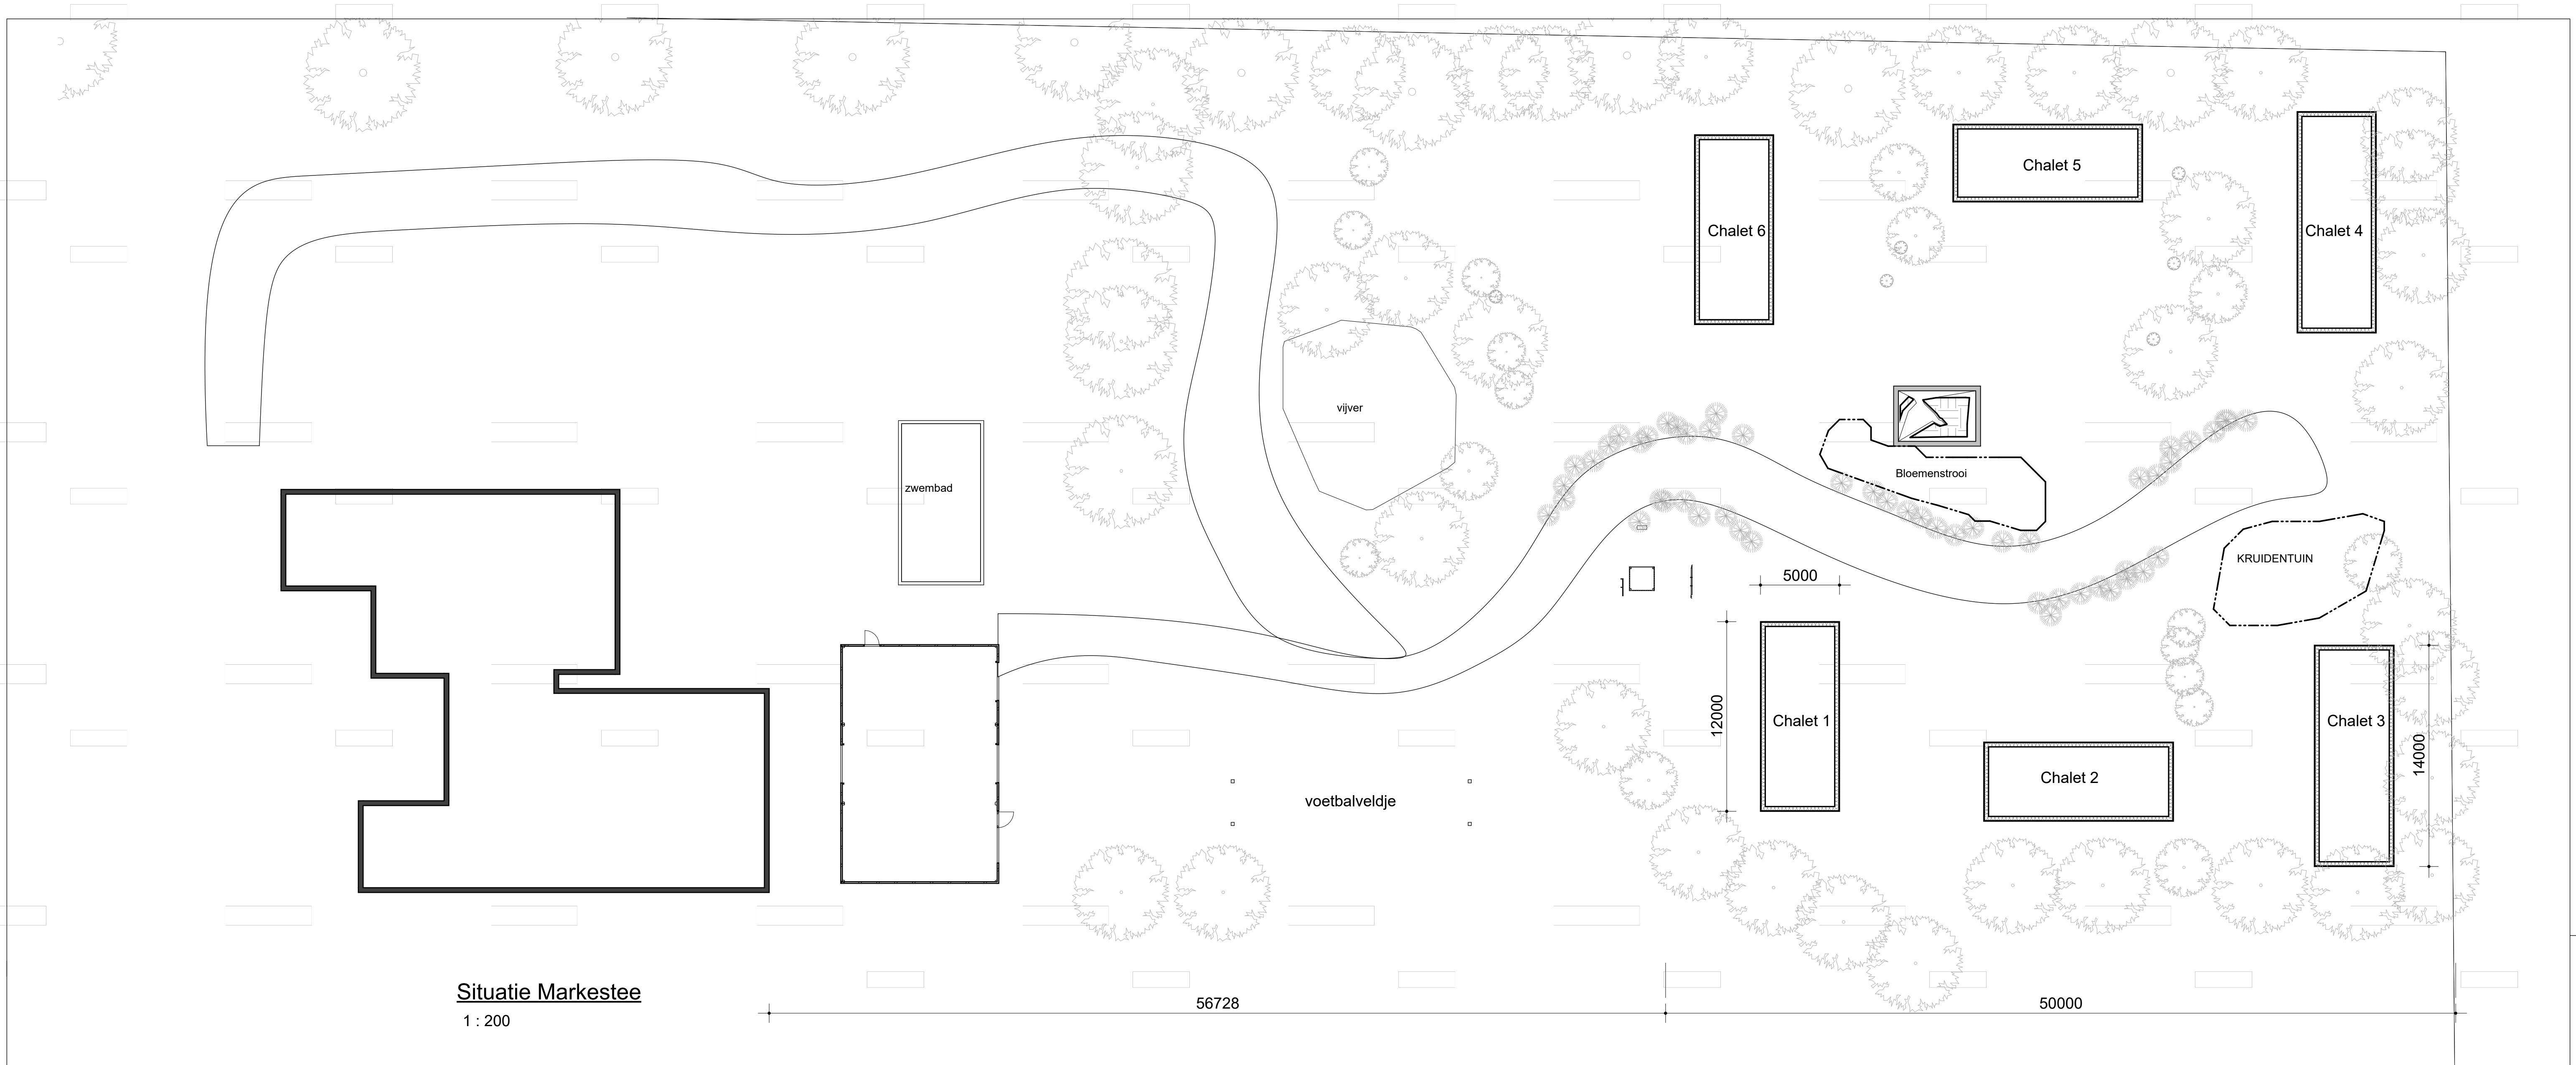 Chalet 5
Chalet 6
Chalet 4
vijver
Bloemenstrooi
zwembad
KRUIDENTUIN
5000
12000
Chalet 1
Chalet 3
14000
Chalet 2
voetbalveldje
Situatie Markestee
1 : 200
56728
50000